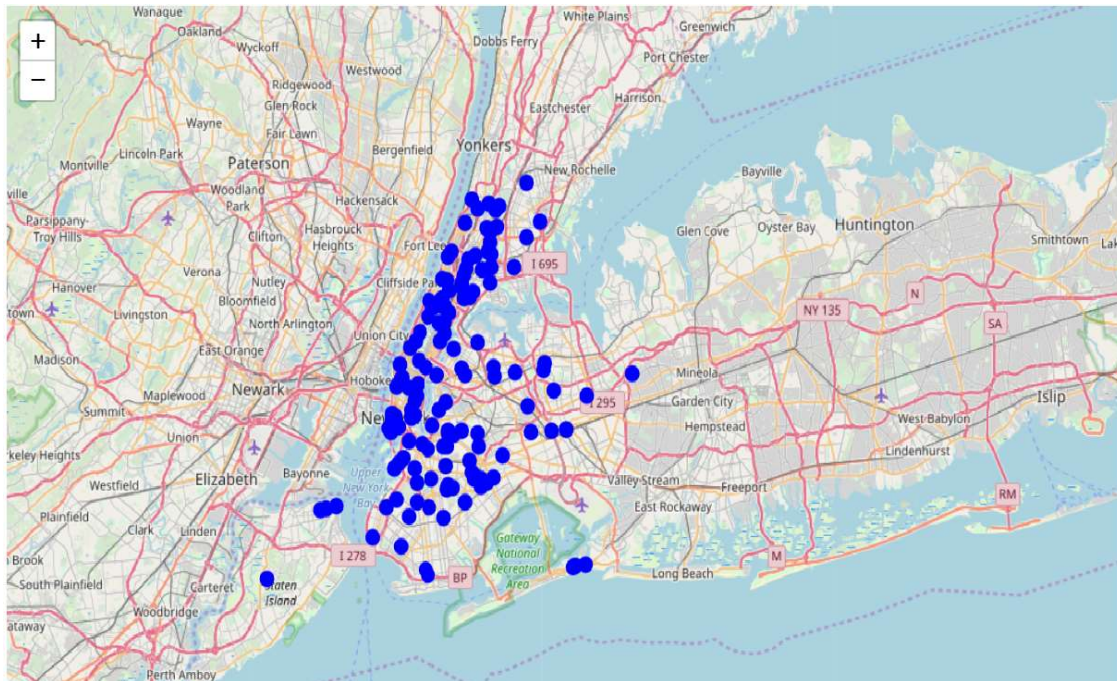 Wanaque
Oakland
Wyckoff
Westwood
Ridgewood
Glen Rock
Wayne
Fair Lawn
Lincoln Park
Montville
Paterson
Bergenfield
Woodland
Park
Hackensack
Parsippany-
Troy Hills
Clifton
Hasbrouck
Heights
Fort Lee
Verona
Nutley
Cliffside
Hanover
Bloomfield
Livingston
North Arlington
Union City
Madison
East Orange
Newark
Summit
Maplewood
Union
Elizabeth
Bayonne
Berkeley Heights
Westfield
Plainfield
Linden
Clark
Edison
South Plainfield
Carteret
Woodbridge
Perth Amboy
Staten
Island
Upper
New York
Bay
New
I 278
BP
White Plains
Greenwich
Dobbs Ferry
Port Chester
Harrison
Eastchester
Yonkers
New Rochelle
I 695
Bayville
Glen Cove
Oyster Bay
Huntington
Smithtown
NY 135
N
SA
Mineola
Garden City
I 295
Hempstead
West Babylon
Islip
Lindenhurst
Valley Stream
Freeport
East Rockaway
RM
M
Long Beach
Gateway
National
Recreation
Area
+
−